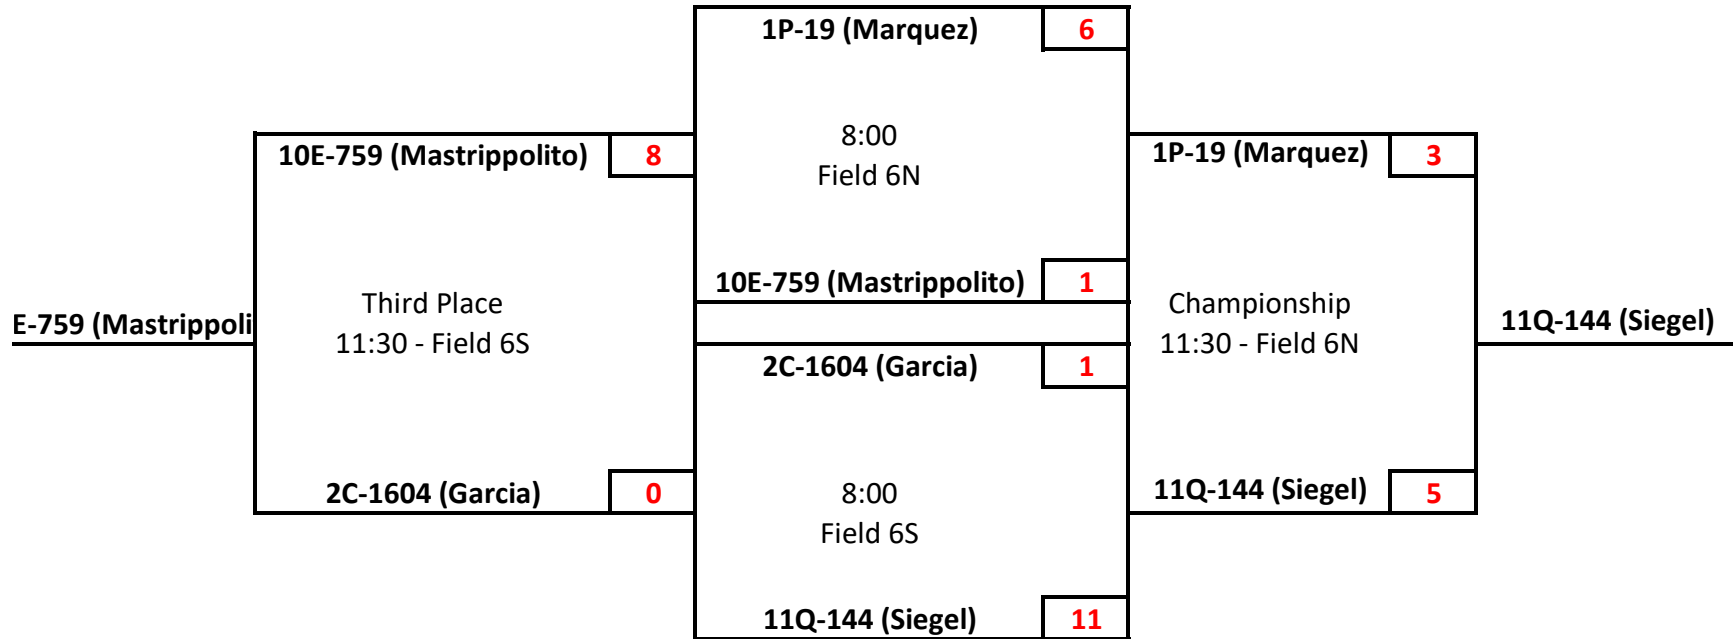 1P-19 (Marquez) 6
8:00
Field 6N
10E-759 (Mastrippolito) 8
1P-19 (Marquez) 3
10E-759 (Mastrippolito) 1
Third Place
11:30 - Field 6S
Championship
11:30 - Field 6N
E-759 (Mastrippoli
11Q-144 (Siegel)
2C-1604 (Garcia) 1
2C-1604 (Garcia) 0
8:00
Field 6S
11Q-144 (Siegel) 5
11Q-144 (Siegel) 11